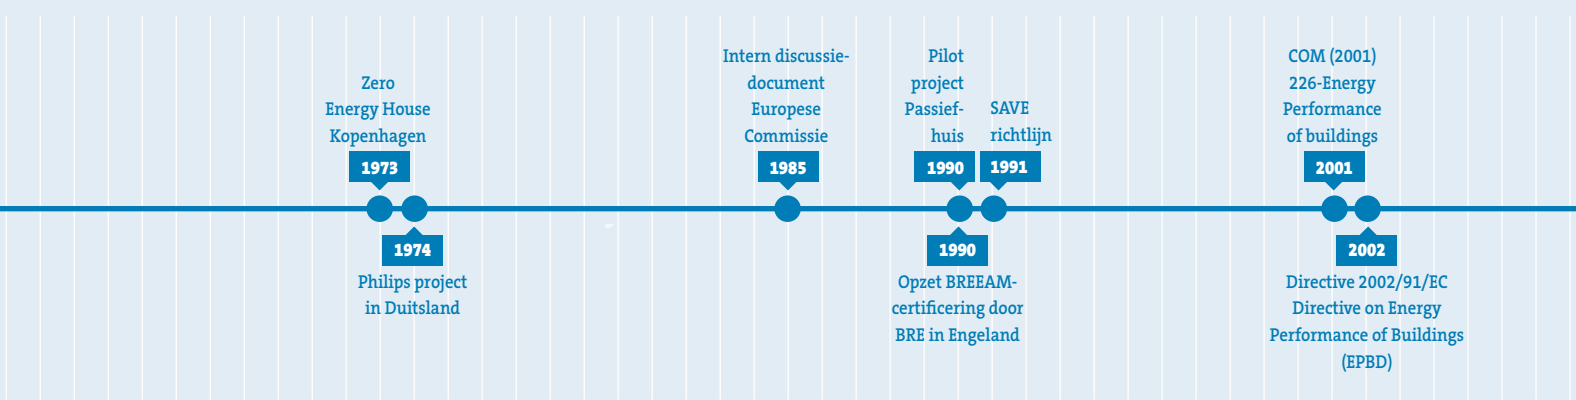 Zero
Energy House
Kopenhagen
1973
1974
Philips project
in Duitsland
Intern discussie-
document
Europese
Commissie
1985
Pilot
project
Passief-
huis
1990
1990
Opzet BREEAM-
certificering door
BRE in Engeland
SAVE
richtlijn
1991
COM (2001)
226-Energy
Performance
of buildings
2001
2002
Directive 2002/91/EC
Directive on Energy
Performance of Buildings
(EPBD)